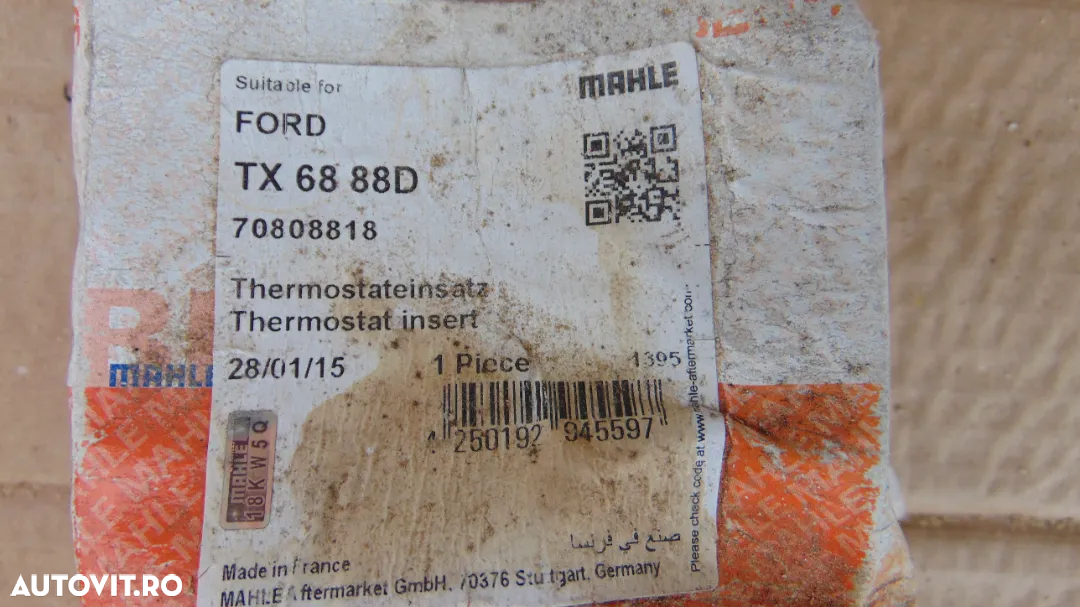 Suitable for
MAHLE
FORD
TX 68 88D
70808818
Thermostateinsatz
Thermostat insert
28/01/15 1 Piece 1395
MAHLE
4 250192 945597
MAHLE
18KW5Q
Please check code at www.mahle-aftermarket.com
صنع في فرنسا
Made in France
MAHLE Aftermarket GmbH. 70376 Stuttgart. Germany
AUTOVIT.RO